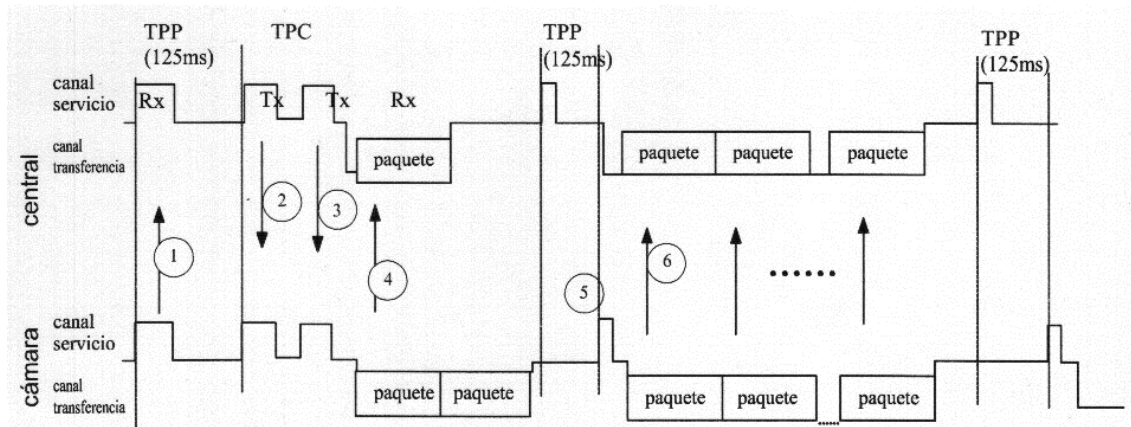 TPP
(125ms)
TPC
TPP
(125ms)
TPP
(125ms)
canal
servicio
Rx
Tx
Tx
Rx
canal
transferencia
paquete
paquete
paquete
paquete
central
1
2
3
4
5
6
cámara
canal
servicio
canal
transferencia
paquete
paquete
paquete
paquete
paquete